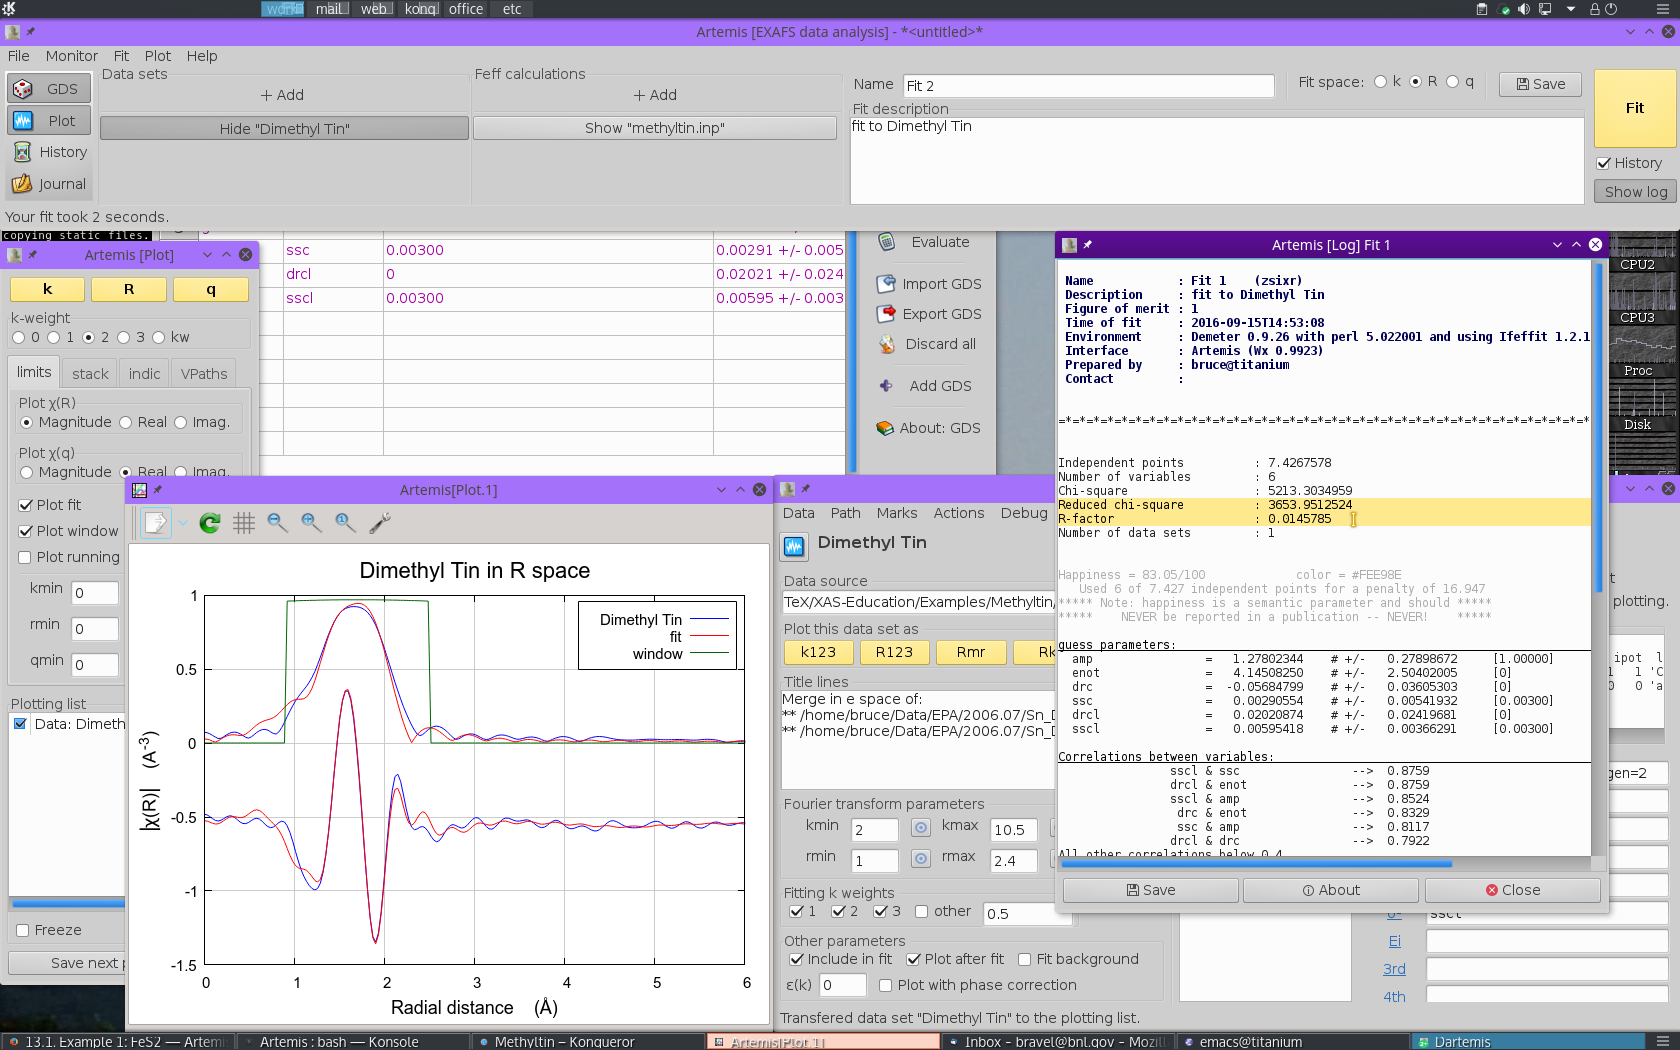 work mail web konq office etc
Artemis [EXAFS data analysis] - *<untitled>*
File Monitor Fit Plot Help
GDS
Plot
History
Journal
Data sets
+ Add
Hide "Dimethyl Tin"
Feff calculations
+ Add
Show "methyltin.inp"
Name Fit 2
Fit space: k R q
Save
Fit description
fit to Dimethyl Tin
Fit
History
Show log
Your fit took 2 seconds.
copying static files.
ssc 0.00300 0.00291 +/- 0.005
drcl 0 0.02021 +/- 0.024
sscl 0.00300 0.00595 +/- 0.003
Evaluate
Import GDS
Export GDS
Discard all
Add GDS
About: GDS
Artemis [Plot]
k R q
k-weight
0 1 2 3 kw
limits stack indic VPaths
Plot χ(R)
Magnitude Real Imag.
Plot χ(q)
Magnitude Real Imag.
Plot fit
Plot window
Plot running
kmin 0
rmin 0
qmin 0
Plotting list
Data: Dimeth
Freeze
Save next p
Artemis[Plot.1]
Dimethyl Tin in R space
Dimethyl Tin
fit
window
1
0.5
0
-0.5
-1
-1.5
|χ(R)| (Å-3)
0 1 2 3 4 5 6
Radial distance (Å)
Data Path Marks Actions Debug
Dimethyl Tin
Data source
TeX/XAS-Education/Examples/Methyltin/
Plot this data set as
k123 R123 Rmr Rk
Title lines
Merge in e space of:
** /home/bruce/Data/EPA/2006.07/Sn_D
** /home/bruce/Data/EPA/2006.07/Sn_D
Fourier transform parameters
kmin 2 kmax 10.5
rmin 1 rmax 2.4
Fitting k weights
1 2 3 other 0.5
Other parameters
Include in fit Plot after fit Fit background
ε(k) 0 Plot with phase correction
Transfered data set "Dimethyl Tin" to the plotting list.
Artemis [Log] Fit 1
Name : Fit 1 (zsixr)
Description : fit to Dimethyl Tin
Figure of merit : 1
Time of fit : 2016-09-15T14:53:08
Environment : Demeter 0.9.26 with perl 5.022001 and using Ifeffit 1.2.1
Interface : Artemis (Wx 0.9923)
Prepared by : bruce@titanium
Contact :
=*=*=*=*=*=*=*=*=*=*=*=*=*=*=*=*=*=*=*=*=*=*=*=*=*=*=*=*=*=*=*=*=*=*=*=*=*=*
Independent points : 7.4267578
Number of variables : 6
Chi-square : 5213.3034959
Reduced chi-square : 3653.9512524
R-factor : 0.0145785
Number of data sets : 1
Happiness = 83.05/100 color = #FEE98E
Used 6 of 7.427 independent points for a penalty of 16.947
***** Note: happiness is a semantic parameter and should *****
***** NEVER be reported in a publication -- NEVER! *****
guess parameters:
amp = 1.27802344 # +/- 0.27898672 [1.00000]
enot = 4.14508250 # +/- 2.50402005 [0]
drc = -0.05684799 # +/- 0.03605303 [0]
ssc = 0.00290554 # +/- 0.00541932 [0.00300]
drcl = 0.02020874 # +/- 0.02419681 [0]
sscl = 0.00595418 # +/- 0.00366291 [0.00300]
Correlations between variables:
sscl & ssc --> 0.8759
drcl & enot --> 0.8759
sscl & amp --> 0.8524
drc & enot --> 0.8329
ssc & amp --> 0.8117
drcl & drc --> 0.7922
All other correlations below 0.4
Save About Close
CPU2
CPU3
Proc
Disk
plotting.
ipot l
1 1 'C
0 0 'a
gen=2
sscl
Ei
3rd
4th
13.1. Example 1: FeS2 — Artemis
Artemis : bash — Konsole
Methyltin – Konqueror
Artemis[Plot.1]
Inbox - bravel@bnl.gov - Mozill
emacs@titanium
Dartemis